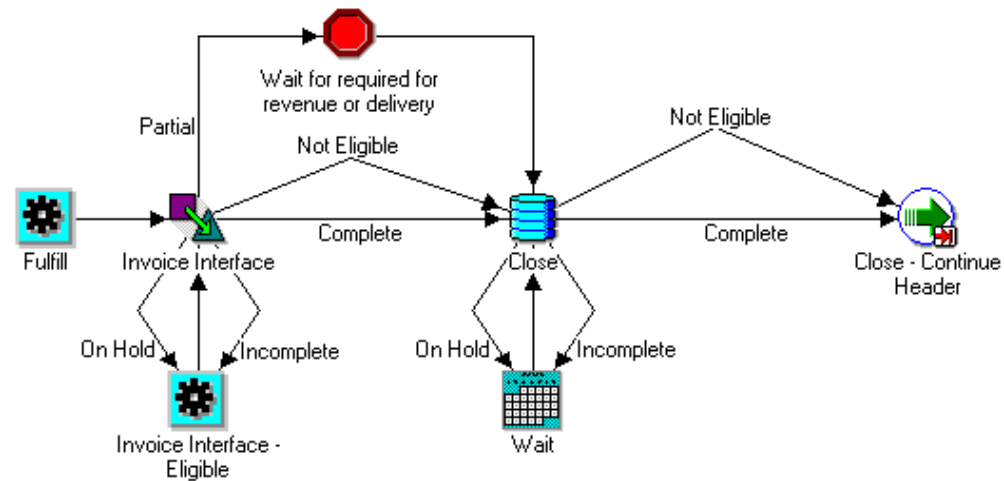 Wait for required for
revenue or delivery
Partial
Not Eligible
Not Eligible
Fulfill
Invoice Interface
Complete
Close
Complete
Close - Continue
Header
On Hold
Incomplete
On Hold
Incomplete
Invoice Interface -
Eligible
Wait